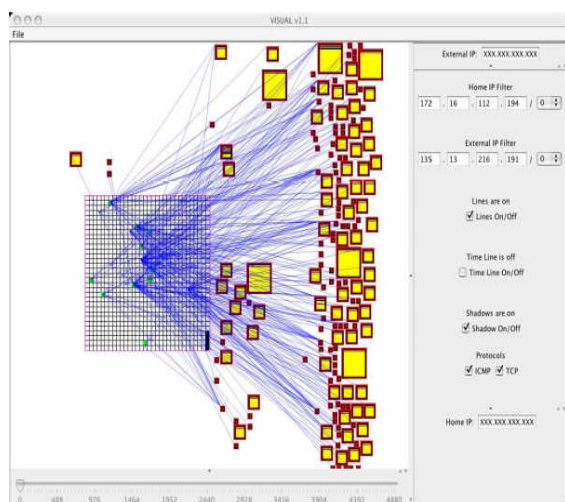 VISUAL v1.1
File
External IP: XXX.XXX.XXX.XXX
Home IP Filter
172 . 16 . 112 . 194 / 0
External IP Filter
135 . 13 . 216 . 191 / 0
Lines are on
Lines On/Off
Time Line is off
Time Line On/Off
Shadows are on
Shadow On/Off
Protocols
ICMP TCP
Home IP: XXX.XXX.XXX.XXX
0 488 976 1464 1952 2440 2928 3416 3904 4392 4880